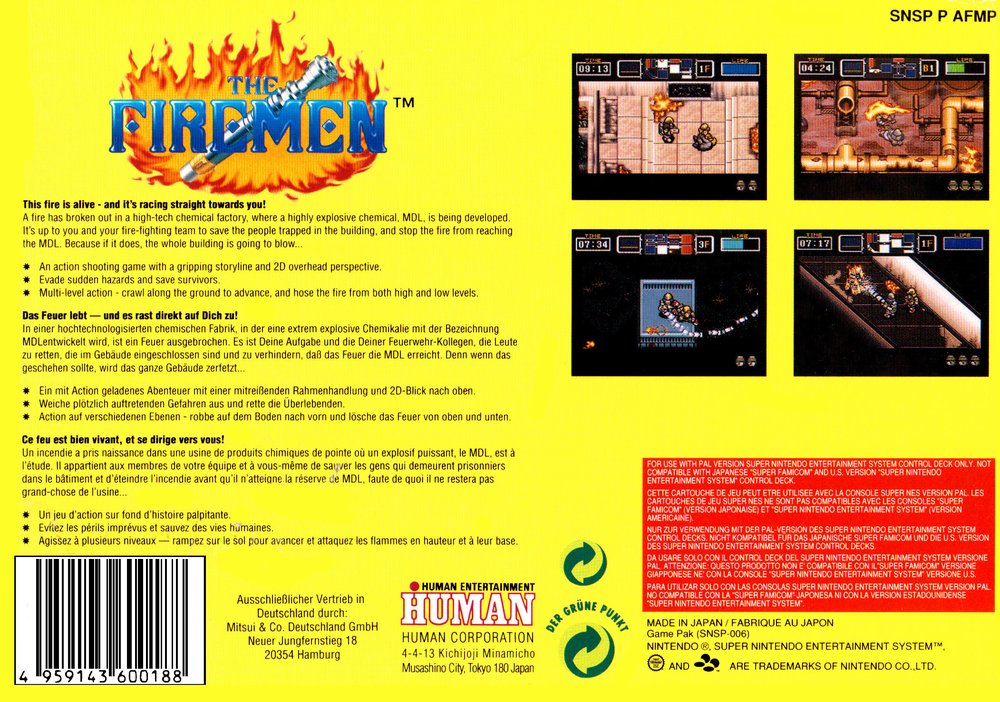 SNSP P AFMP
THE
FIREMEN™
This fire is alive - and it's racing straight towards you!
A fire has broken out in a high-tech chemical factory, where a highly explosive chemical, MDL, is being developed.
It's up to you and your fire-fighting team to save the people trapped in the building, and stop the fire from reaching
the MDL. Because if it does, the whole building is going to blow...
✷ An action shooting game with a gripping storyline and 2D overhead perspective.
✷ Evade sudden hazards and save survivors.
✷ Multi-level action - crawl along the ground to advance, and hose the fire from both high and low levels.
Das Feuer lebt — und es rast direkt auf Dich zu!
In einer hochtechnologisierten chemischen Fabrik, in der eine extrem explosive Chemikalie mit der Bezeichnung
MDLentwickelt wird, ist ein Feuer ausgebrochen. Es ist Deine Aufgabe und die Deiner Feuerwehr-Kollegen, die Leute
zu retten, die im Gebäude eingeschlossen sind und zu verhindern, daß das Feuer die MDL erreicht. Denn wenn das
geschehen sollte, wird das ganze Gebäude zerfetzt...
✷ Ein mit Action geladenes Abenteuer mit einer mitreißenden Rahmenhandlung und 2D-Blick nach oben.
✷ Weiche plötzlich auftretenden Gefahren aus und rette die Überlebenden.
✷ Action auf verschiedenen Ebenen - robbe auf dem Boden nach vorn und lösche das Feuer von oben und unten.
Ce feu est bien vivant, et se dirige vers vous!
Un incendie a pris naissance dans une usine de produits chimiques de pointe où un explosif puissant, le MDL, est à
l'étude. Il appartient aux membres de votre équipe et à vous-même de sauver les gens qui demeurent prisonniers
dans le bâtiment et d'éteindre l'incendie avant qu'il n'atteigne la réserve de MDL, faute de quoi il ne restera pas
grand-chose de l'usine...
✷ Un jeu d'action sur fond d'histoire palpitante.
✷ Evitez les périls imprévus et sauvez des vies humaines.
✷ Agissez à plusieurs niveaux — rampez sur le sol pour avancer et attaquez les flammes en hauteur et à leur base.
4 959143 600188
Ausschließlicher Vertrieb in
Deutschland durch:
Mitsui & Co. Deutschland GmbH
Neuer Jungfernstieg 18
20354 Hamburg
HUMAN ENTERTAINMENT
HUMAN
HUMAN CORPORATION
4-4-13 Kichijoji Minamicho
Musashino City, Tokyo 180 Japan
DER GRÜNE PUNKT
TIME LIFE
09:13 1F
TIME LIFE
04:24 B1
TIME LIFE
07:34 3F
TIME LIFE
07:17 1F
FOR USE WITH PAL VERSION SUPER NINTENDO ENTERTAINMENT SYSTEM CONTROL DECK ONLY. NOT
COMPATIBLE WITH JAPANESE "SUPER FAMICOM" AND U.S. VERSION "SUPER NINTENDO
ENTERTAINMENT SYSTEM" CONTROL DECK.
CETTE CARTOUCHE DE JEU PEUT ETRE UTILISEE AVEC LA CONSOLE SUPER NES VERSION PAL. LES
CARTOUCHES DE JEU SUPER NES NE SONT PAS COMPATIBLES AVEC LES CONSOLES "SUPER
FAMICOM" (VERSION JAPONAISE) ET "SUPER NINTENDO ENTERTAINMENT SYSTEM" (VERSION
AMERICAINE).
NUR ZUR VERWENDUNG MIT DER PAL-VERSION DES SUPER NINTENDO ENTERTAINMENT SYSTEM
CONTROL DECKS. NICHT KOMPATIBEL FÜR DAS JAPANISCHE SUPER FAMICOM UND DIE U.S. VERSION
DES SUPER NINTENDO ENTERTAINMENT SYSTEM CONTROL DECKS.
DA USARE SOLO CON IL CONTROL DECK DEL SUPER NINTENDO ENTERTAINMENT SYSTEME VERSIONE
PAL. ATTENZIONE: QUESTO PRODOTTO NON E' COMPATIBILE CON IL"SUPER FAMICOM" VERSIONE
GIAPPONESE NE' CON LA CONSOLE "SUPER NINTENDO ENTERTAINMENT SYSTEME" VERSIONE U.S.
PARA UTILIZAR SOLO CON LAS CONSOLAS SUPER NINTENDO ENTERTAINMENT SYSTEM VERSION PAL.
NO COMPATIBLE CON LA "SUPER FAMICOM" JAPONESA NI CON LA VERSION ESTADOUNIDENSE
"SUPER NINTENDO ENTERTAINMENT SYSTEM".
MADE IN JAPAN / FABRIQUE AU JAPON
Game Pak (SNSP-006)
NINTENDO ®, SUPER NINTENDO ENTERTAINMENT SYSTEM™,
AND ARE TRADEMARKS OF NINTENDO CO.,LTD.